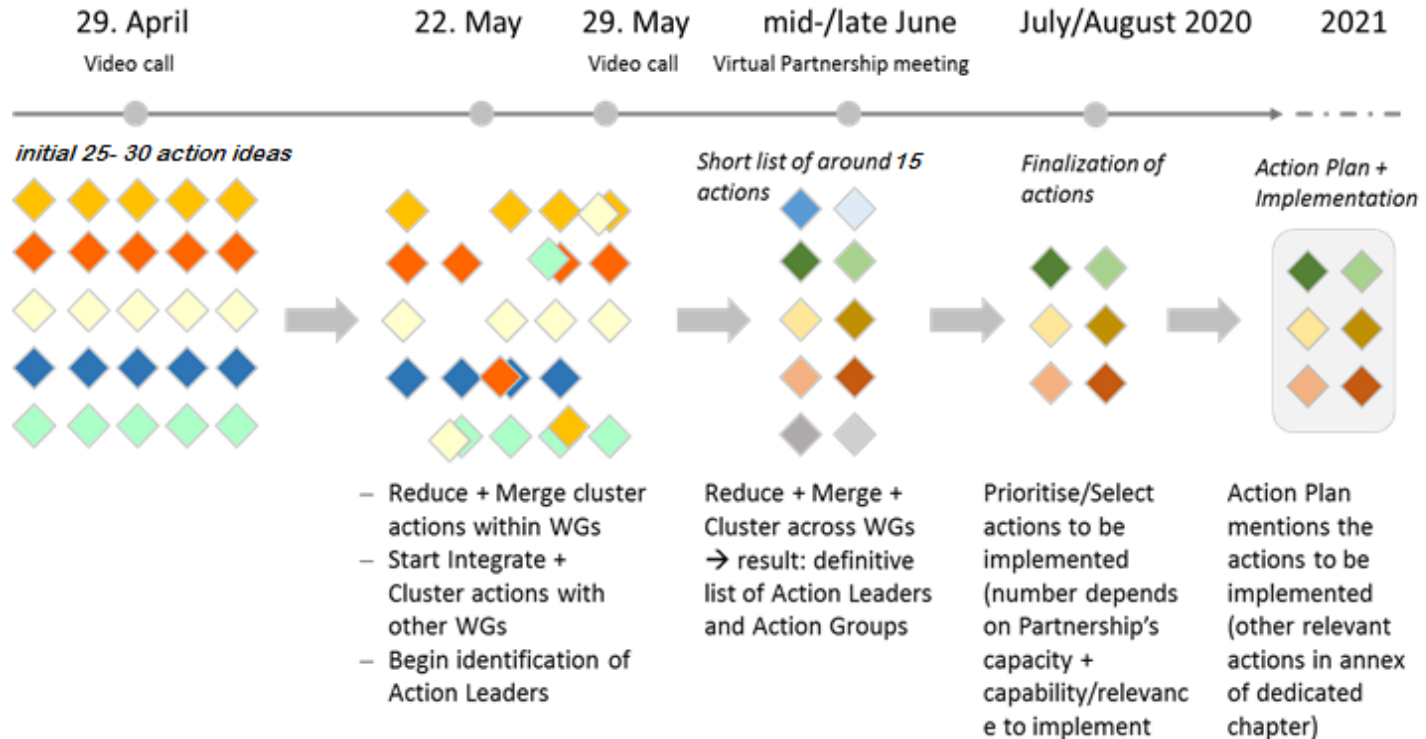 29. April
22. May
29. May
mid-/late June
July/August 2020
2021
Video call
Video call
Virtual Partnership meeting
initial 25- 30 action ideas
Short list of around 15
actions
Finalization of
actions
Action Plan +
Implementation
– Reduce + Merge cluster
actions within WGs
– Start Integrate +
Cluster actions with
other WGs
– Begin identification of
Action Leaders
Reduce + Merge +
Cluster across WGs
→ result: definitive
list of Action Leaders
and Action Groups
Prioritise/Select
actions to be
implemented
(number depends
on Partnership's
capacity +
capability/relevanc
e to implement
Action Plan
mentions the
actions to be
implemented
(other relevant
actions in annex
of dedicated
chapter)